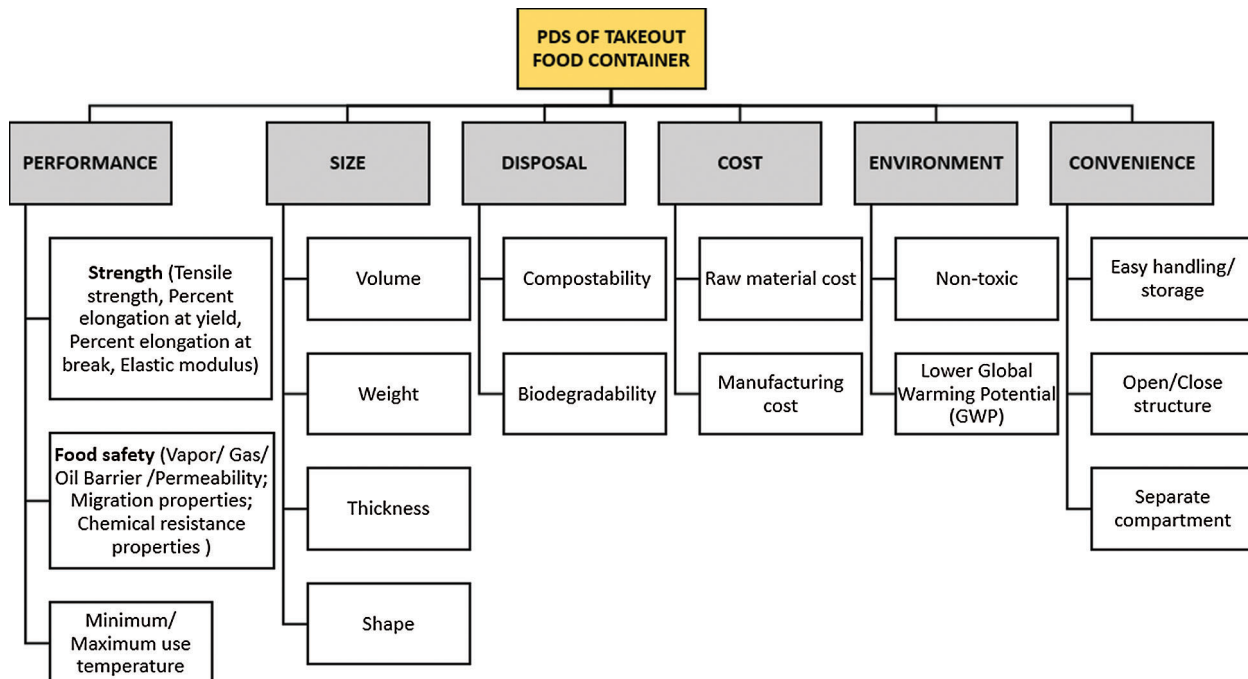 PDS OF TAKEOUT
FOOD CONTAINER
PERFORMANCE
SIZE
DISPOSAL
COST
ENVIRONMENT
CONVENIENCE
Strength (Tensile
strength, Percent
elongation at yield,
Percent elongation at
break, Elastic modulus)
Food safety (Vapor/ Gas/
Oil Barrier /Permeability;
Migration properties;
Chemical resistance
properties )
Minimum/
Maximum use
temperature
Volume
Weight
Thickness
Shape
Compostability
Biodegradability
Raw material cost
Manufacturing
cost
Non-toxic
Lower Global
Warming Potential
(GWP)
Easy handling/
storage
Open/Close
structure
Separate
compartment